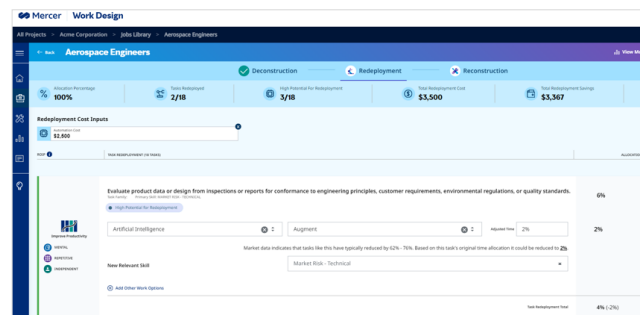 Mercer Work Design
All Projects > Acme Corporation > Jobs Library > Aerospace Engineers
← Back Aerospace Engineers View Me
Deconstruction Redeployment Reconstruction
Allocation Percentage Tasks Redeployed High Potential For Redeployment Total Redeployment Cost Total Redeployment Savings
100% 2/18 3/18 $3,500 $3,367
Redeployment Cost Inputs
Automation Cost
$2,500
TASK REDEPLOYMENT (18 TASKS) ALLOCATION
Evaluate product data or design from inspections or reports for conformance to engineering principles, customer requirements, environmental regulations, or quality standards. 6%
High Potential for Redeployment
Artificial Intelligence Augment Adjusted Time 2% 2%
Improve Productivity
MENTAL
Market data indicates that tasks like this have typically reduced by 62% - 76%. Based on this task's original time allocation it could be reduced to 2%
REPETITIVE
New Relevant Skill Market Risk - Technical
INDEPENDENT
Add Other Work Options
Task Redeployment Total 4% (-2%)